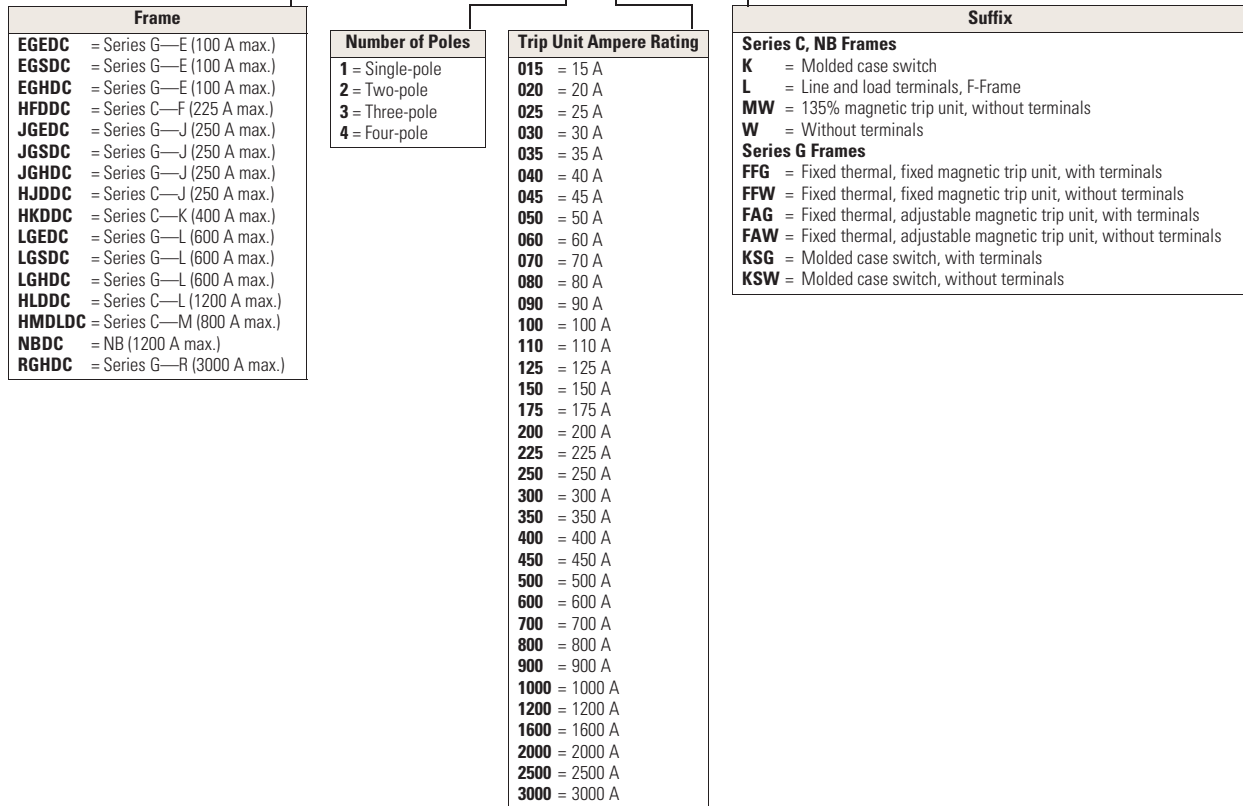 Frame
EGEDC = Series G—E (100 A max.)
EGSDC = Series G—E (100 A max.)
EGHDC = Series G—E (100 A max.)
HFDDC = Series C—F (225 A max.)
JGEDC = Series G—J (250 A max.)
JGSDC = Series G—J (250 A max.)
JGHDC = Series G—J (250 A max.)
HJDDC = Series C—J (250 A max.)
HKDDC = Series C—K (400 A max.)
LGEDC = Series G—L (600 A max.)
LGSDC = Series G—L (600 A max.)
LGHDC = Series G—L (600 A max.)
HLDDC = Series C—L (1200 A max.)
HMDLDC = Series C—M (800 A max.)
NBDC = NB (1200 A max.)
RGHDC = Series G—R (3000 A max.)
Number of Poles
1 = Single-pole
2 = Two-pole
3 = Three-pole
4 = Four-pole
Trip Unit Ampere Rating
015 = 15 A
020 = 20 A
025 = 25 A
030 = 30 A
035 = 35 A
040 = 40 A
045 = 45 A
050 = 50 A
060 = 60 A
070 = 70 A
080 = 80 A
090 = 90 A
100 = 100 A
110 = 110 A
125 = 125 A
150 = 150 A
175 = 175 A
200 = 200 A
225 = 225 A
250 = 250 A
300 = 300 A
350 = 350 A
400 = 400 A
450 = 450 A
500 = 500 A
600 = 600 A
700 = 700 A
800 = 800 A
900 = 900 A
1000 = 1000 A
1200 = 1200 A
1600 = 1600 A
2000 = 2000 A
2500 = 2500 A
3000 = 3000 A
Suffix
Series C, NB Frames
K = Molded case switch
L = Line and load terminals, F-Frame
MW = 135% magnetic trip unit, without terminals
W = Without terminals
Series G Frames
FFG = Fixed thermal, fixed magnetic trip unit, with terminals
FFW = Fixed thermal, fixed magnetic trip unit, without terminals
FAG = Fixed thermal, adjustable magnetic trip unit, with terminals
FAW = Fixed thermal, adjustable magnetic trip unit, without terminals
KSG = Molded case switch, with terminals
KSW = Molded case switch, without terminals